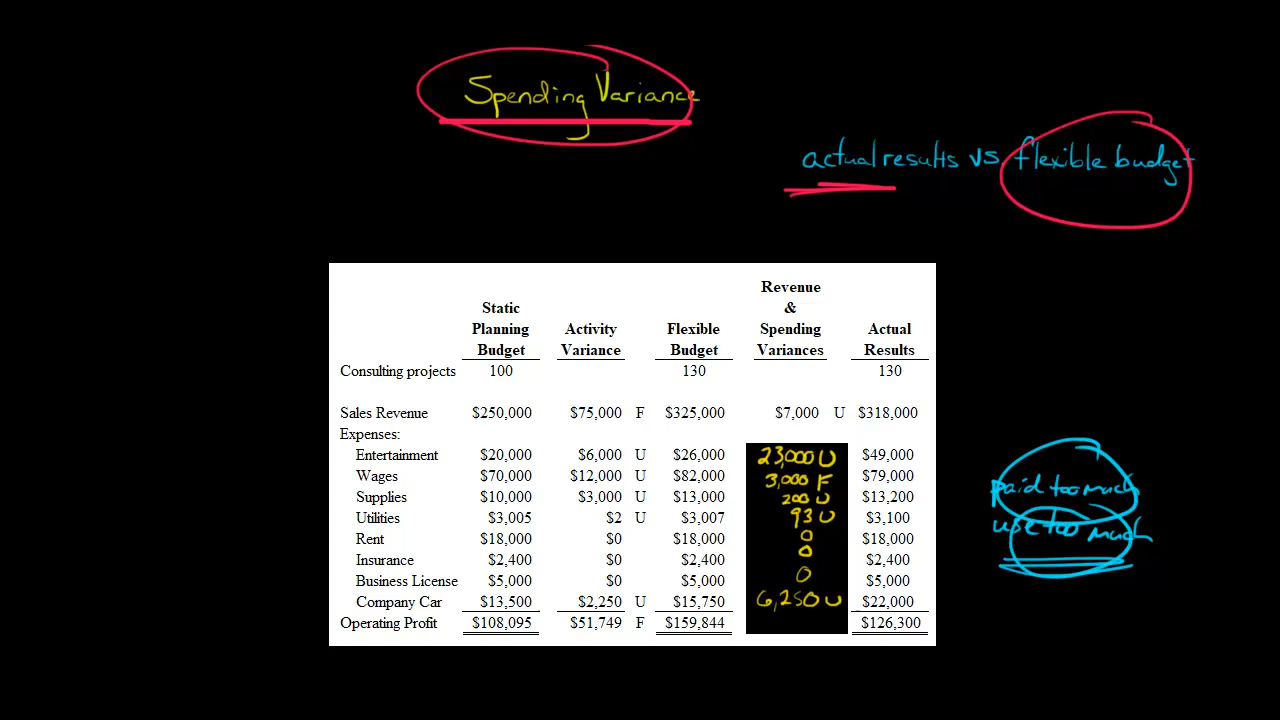 Spending Variance
actual results vs flexible budget
Revenue
Static & 
Planning Activity Flexible Spending Actual
Budget Variance Budget Variances Results
Consulting projects 100 130 130
Sales Revenue $250,000 $75,000 F $325,000 $7,000 U $318,000
Expenses:
Entertainment $20,000 $6,000 U $26,000 23,000 U $49,000
Wages $70,000 $12,000 U $82,000 3,000 F $79,000
Supplies $10,000 $3,000 U $13,000 200 U $13,200
Utilities $3,005 $2 U $3,007 93 U $3,100
Rent $18,000 $0 $18,000 0 $18,000
Insurance $2,400 $0 $2,400 0 $2,400
Business License $5,000 $0 $5,000 0 $5,000
Company Car $13,500 $2,250 U $15,750 6,250 U $22,000
Operating Profit $108,095 $51,749 F $159,844 $126,300
paid too much
use too much